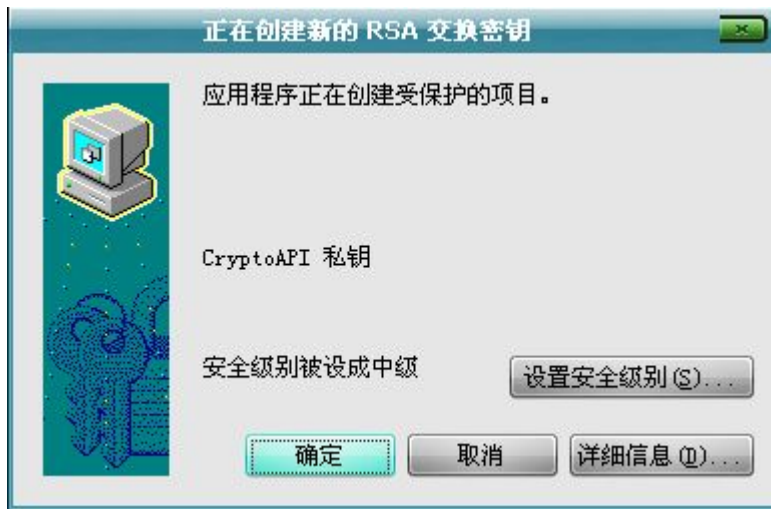 正在创建新的 RSA 交换密钥
应用程序正在创建受保护的项目。
CryptoAPI 私钥
安全级别被设成中级
设置安全级别(S)...
确定
取消
详细信息(D)...